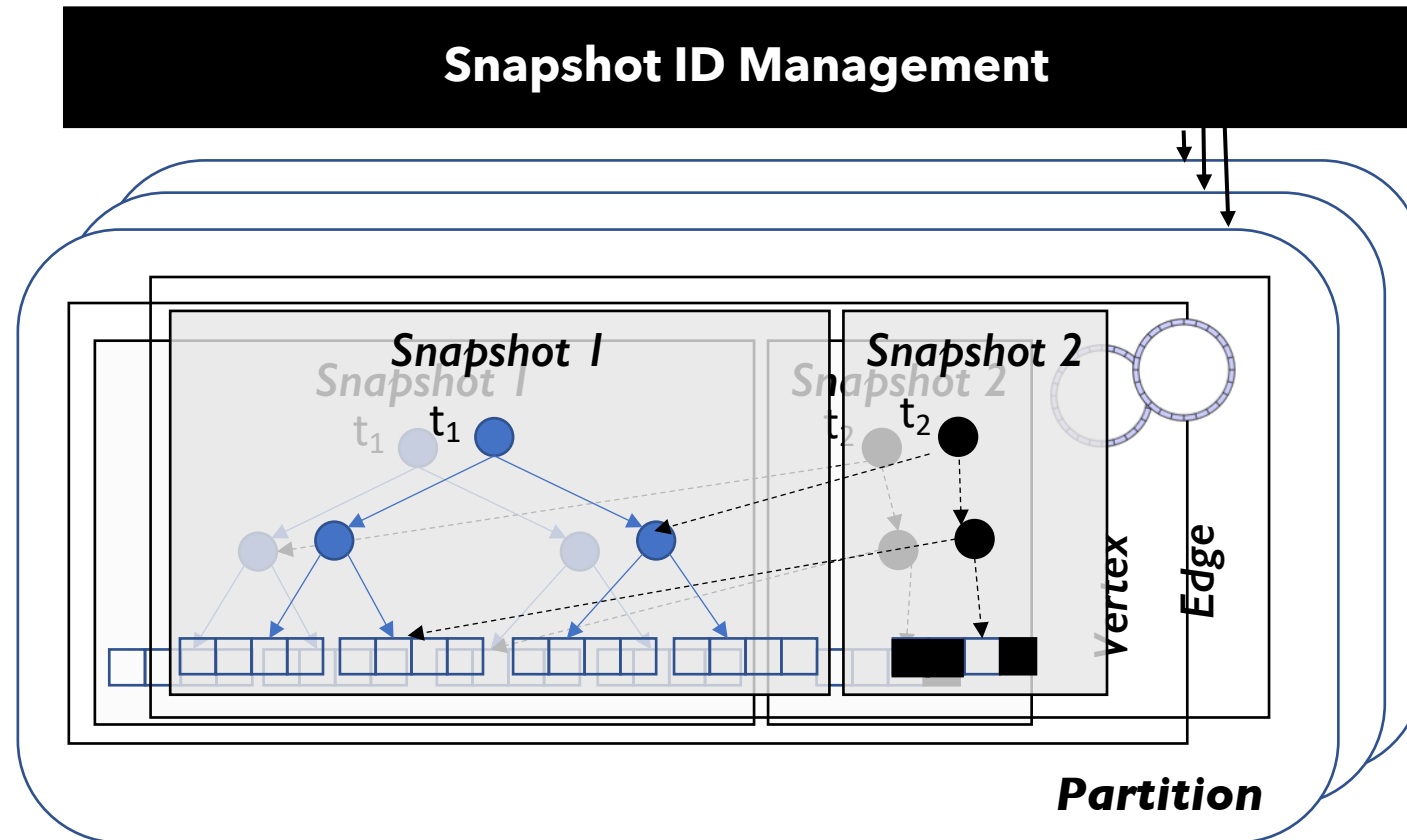 Snapshot ID Management
Snapshot 1
Snapshot 2
Snapshot 1
Snapshot 2
t₁
t₁
t₂
t₂
Vertex
Edge
Partition